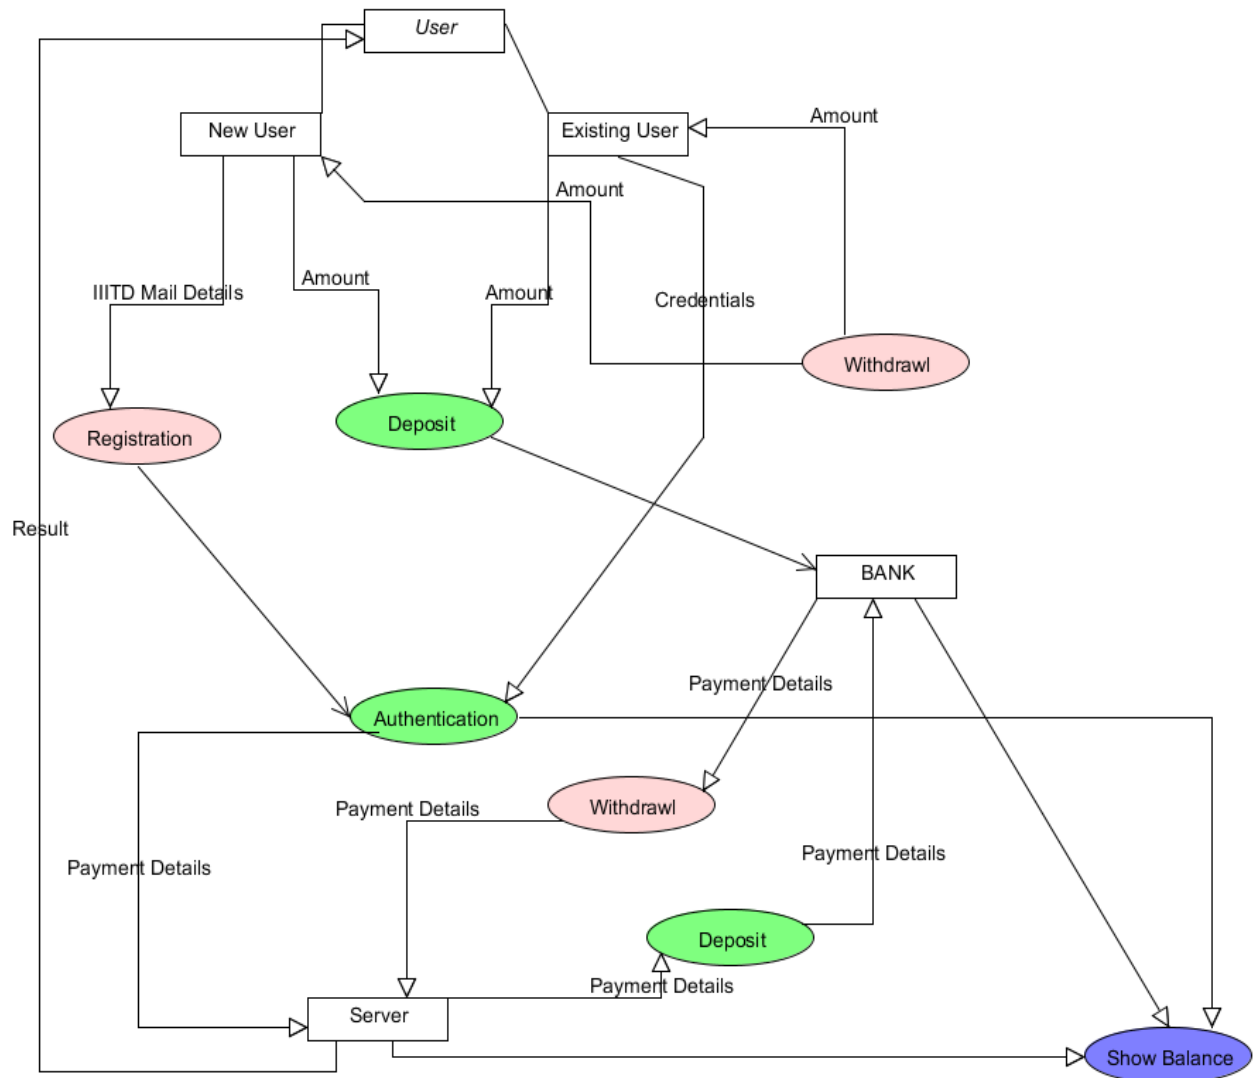 User
New User
Existing User
Amount
Amount
IIITD Mail Details
Amount
Amount
Credentials
Withdrawl
Deposit
Registration
Result
BANK
Payment Details
Authentication
Withdrawl
Payment Details
Payment Details
Payment Details
Deposit
Payment Details
Server
Show Balance